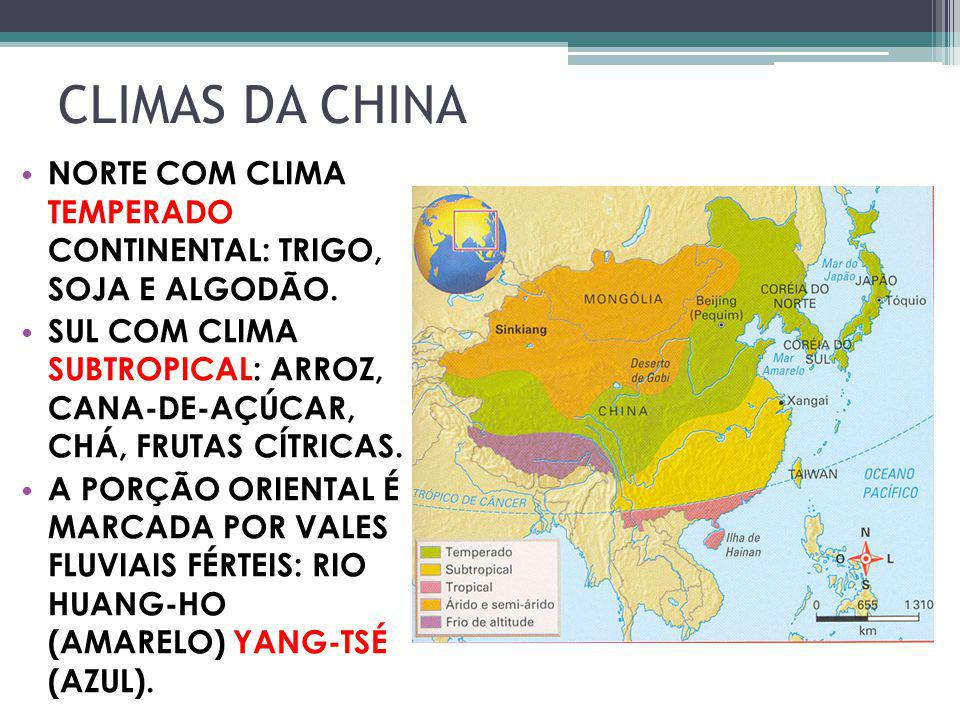 CLIMAS DA CHINA
• NORTE COM CLIMA
TEMPERADO
CONTINENTAL: TRIGO,
SOJA E ALGODÃO.
• SUL COM CLIMA
SUBTROPICAL: ARROZ,
CANA-DE-AÇÚCAR,
CHÁ, FRUTAS CÍTRICAS.
• A PORÇÃO ORIENTAL É
MARCADA POR VALES
FLUVIAIS FÉRTEIS: RIO
HUANG-HO
(AMARELO) YANG-TSÉ
(AZUL).
Mar do
Japão
JAPÃO
Tóquio
CORÉIA DO
NORTE
MONGÓLIA
Beijing
(Pequim)
Sinkiang
CORÉIA DO
SUL
Mar
Amarelo
Deserto
de Gobi
CHINA
Xangai
TAIWAN
OCEANO
PACÍFICO
TRÓPICO DE CÂNCER
Ilha de
Hainan
N
O
L
S
Temperado
Subtropical
Tropical
Árido e semi-árido
Frio de altitude
0 655 1 310
km